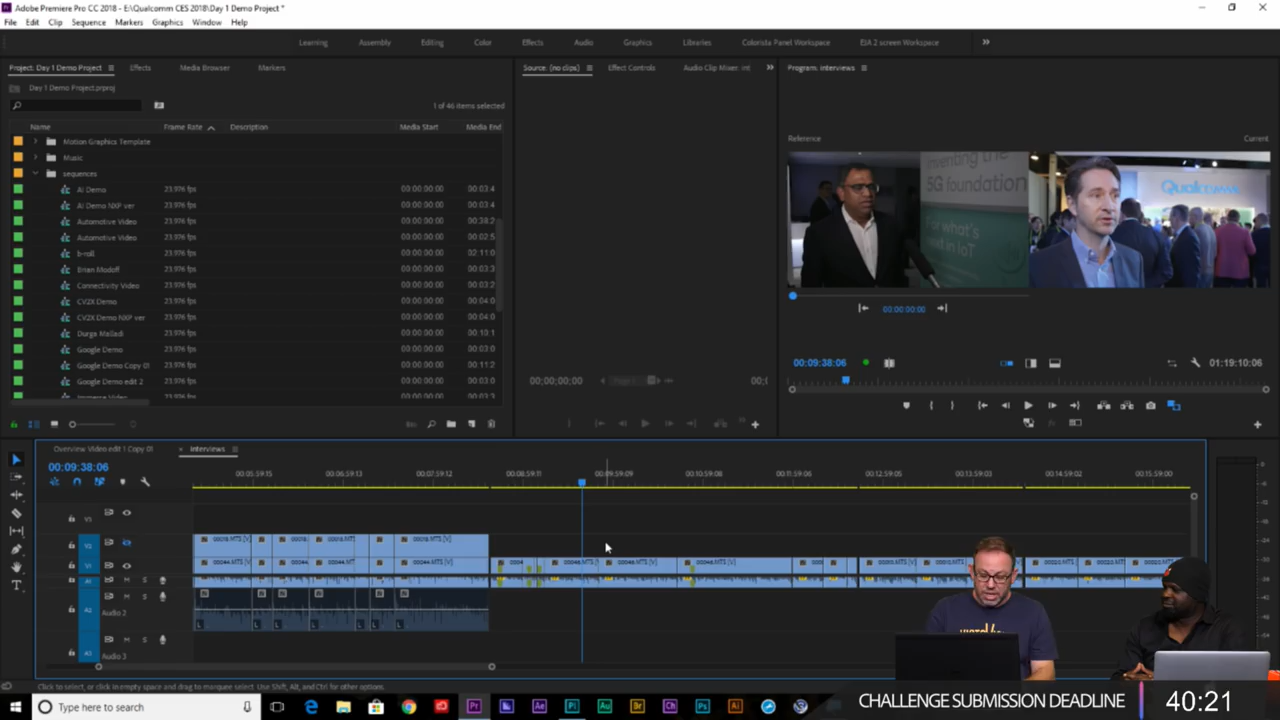 Adobe Premiere Pro CC 2018 - E:\Qualcomm CES 2018\Day 1 Demo Project *
File Edit Clip Sequence Markers Graphics Window Help
Learning Assembly Editing Color Effects Audio Graphics Libraries Colorista Panel Workspace EJA 2 screen Workspace
Project: Day 1 Demo Project Effects Media Browser Markers
Source: (no clips) Effect Controls Audio Clip Mixer: int
Program: interviews
Day 1 Demo Project.prproj
1 of 46 items selected
Name Frame Rate Description Media Start Media End
Motion Graphics Template
Music
sequences
AI Demo 23.976 fps 00:00:00:00 00:03:4
AI Demo NXP ver 23.976 fps 00:00:00:00 00:03:4
Automotive Video 23.976 fps 00:00:00:00 00:38:2
Automotive Video 23.976 fps 00:00:00:00 00:02:5
b-roll 23.976 fps 00:00:00:00 02:11:0
Brian Modoff 23.976 fps 00:00:00:00 00:03:3
Connectivity Video 23.976 fps 00:00:00:00 00:03:2
CV2X Demo 23.976 fps 00:00:00:00 00:04:0
CV2X Demo NXP ver 23.976 fps 00:00:00:00 00:04:0
Durga Malladi 23.976 fps 00:00:00:00 00:10:1
Google Demo 23.976 fps 00:00:00:00 00:03:0
Google Demo Copy 01 23.976 fps 00:00:00:00 00:11:2
Google Demo edit 2 23.976 fps 00:00:00:00 00:03:0
00;00;00;00
00;
Reference Current
inventing the
5G foundation
For what's
next in IoT
Qualcomm
00:00:00:00
00:09:38:06 01:19:10:06
Overview Video edit 1 Copy 01 interviews
00:09:38:06
00:05:59:15 00:06:59:13 00:07:59:12 00:08:59:11 00:09:59:09 00:10:59:08 00:11:59:06 00:12:59:05 00:13:59:03 00:14:59:02 00:15:59:00
V3
V1
A1
A2 Audio 2
A3 Audio 3
Click to select, or click in empty space and drag to marquee select. Use Shift, Alt, and Ctrl for other options.
Type here to search
CHALLENGE SUBMISSION DEADLINE 40:21